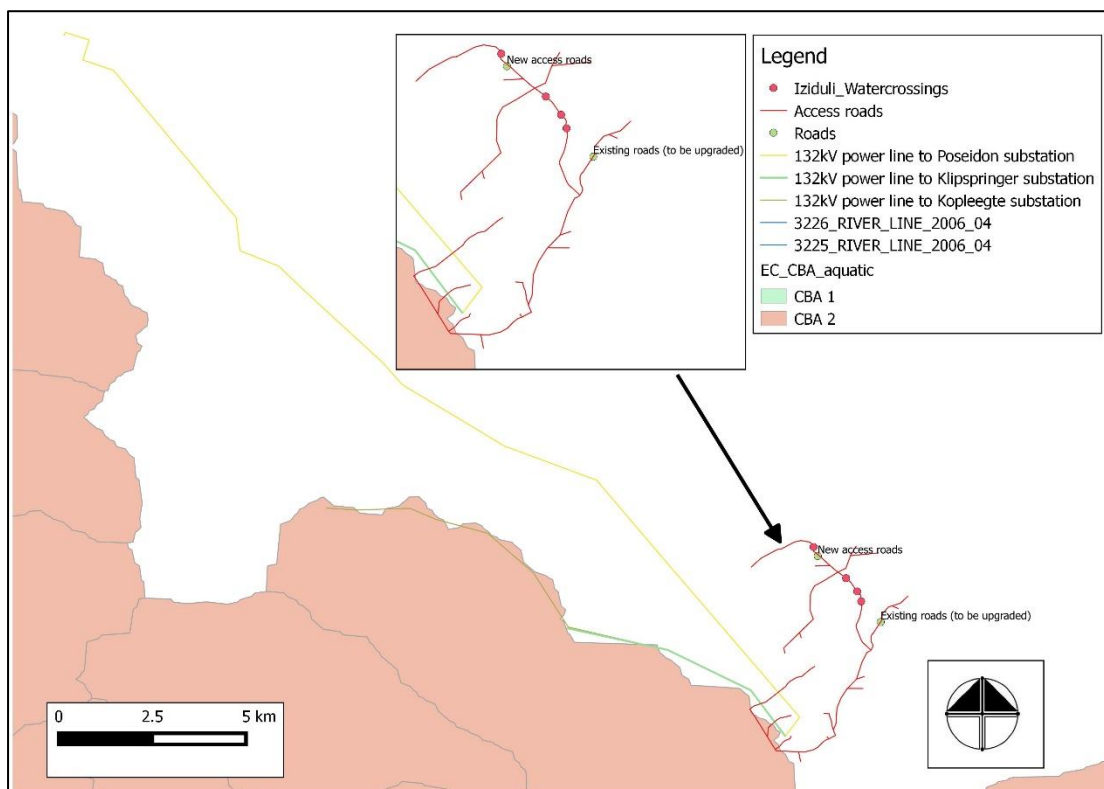 New access roads
Existing roads (to be upgraded)
Legend
Iziduli_Watercrossings
Access roads
Roads
132kV power line to Poseidon substation
132kV power line to Klipspringer substation
132kV power line to Kopleegte substation
3226_RIVER_LINE_2006_04
3225_RIVER_LINE_2006_04
EC_CBA_aquatic
CBA 1
CBA 2
New access roads
Existing roads (to be upgraded)
0 2.5 5 km